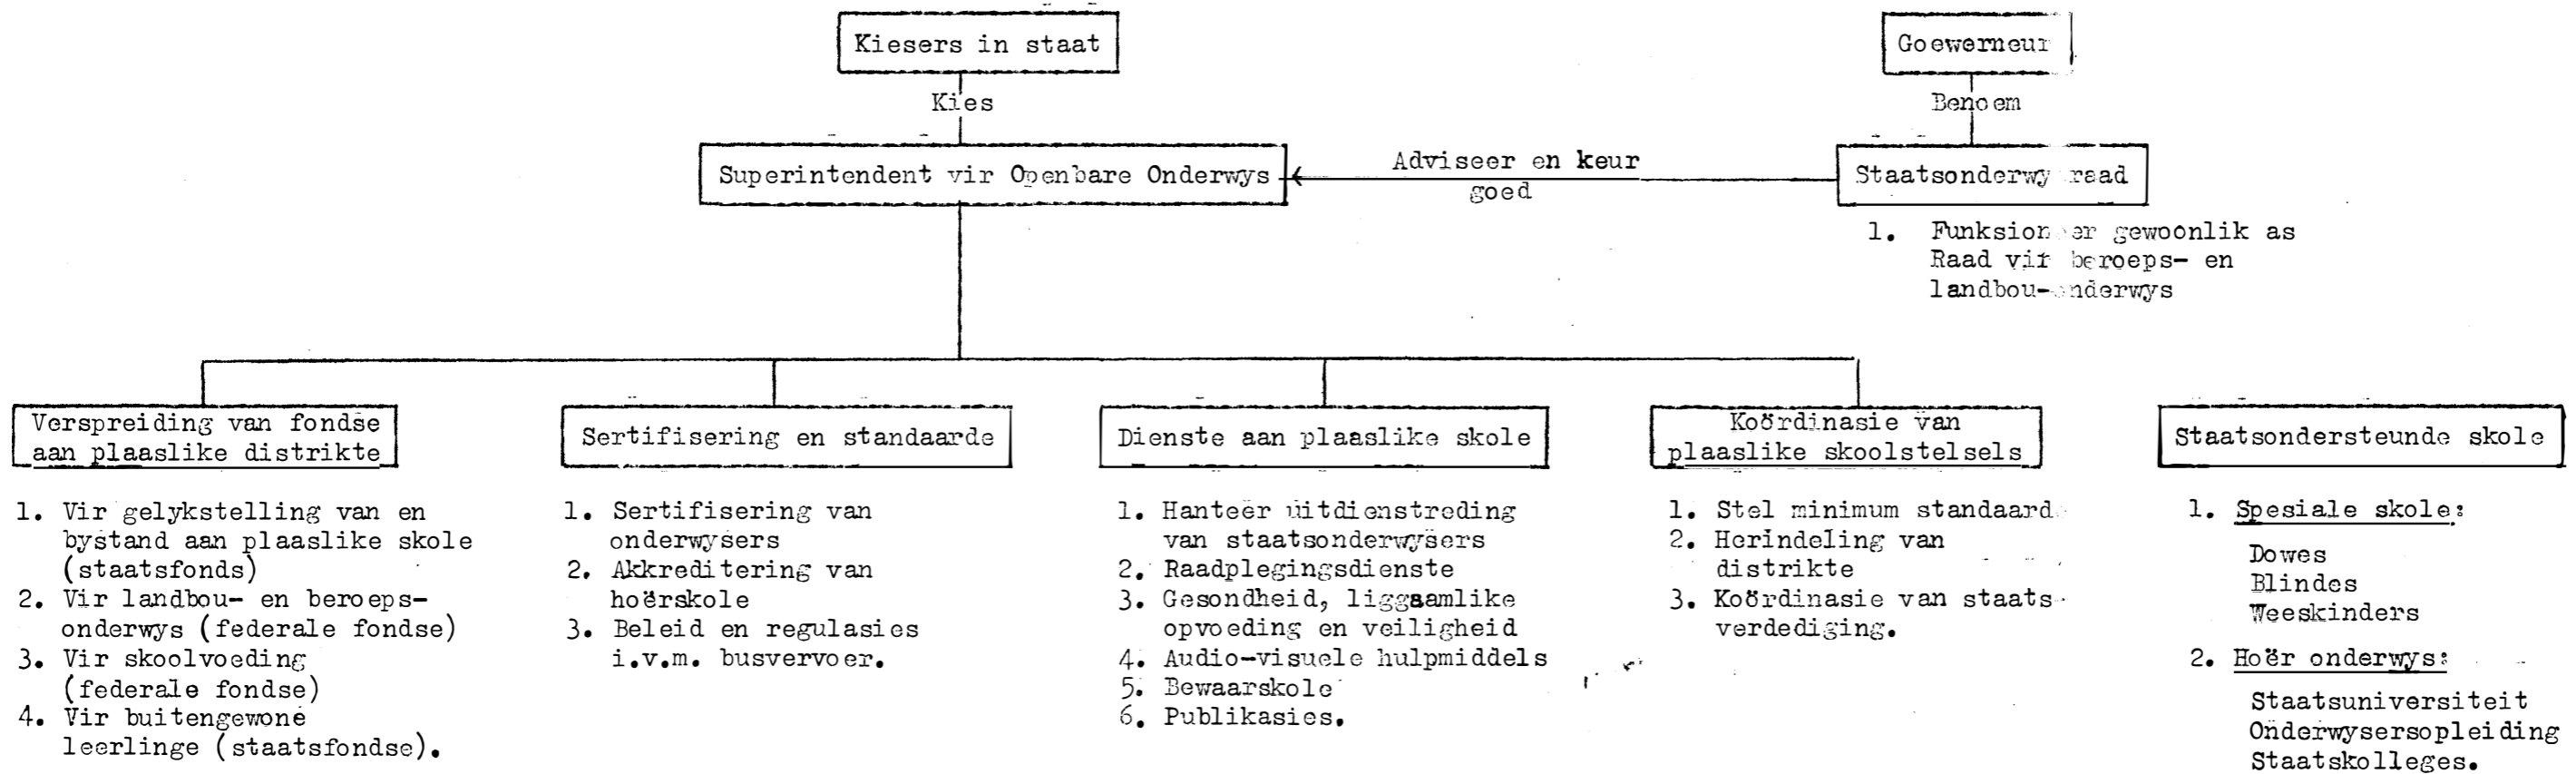 Kiesers in staat
Goewerneur
Kies
Benoem
Superintendent vir Openbare Onderwys
Adviseer en keur
goed
Staatsonderwysraad
1. Funksioneer gewoonlik as
Raad vir beroeps- en
landbou-onderwys
Verspreiding van fondse
aan plaaslike distrikte
1. Vir gelykstelling van en
bystand aan plaaslike skole
(staatsfonds)
2. Vir landbou- en beroeps-
onderwys (federale fondse)
3. Vir skoolvoeding
(federale fondse)
4. Vir buitengewone
leerlinge (staatsfondse).
Sertifisering en standaarde
1. Sertifisering van
onderwysers
2. Akkreditering van
hoërskole
3. Beleid en regulasies
i.v.m. busvervoer.
Dienste aan plaaslike skole
1. Hanteer uitdienstreding
van staatsonderwysers
2. Raadplegingsdienste
3. Gesondheid, liggaamlike
opvoeding en veiligheid
4. Audio-visuele hulpmiddels
5. Bewaarskole
6. Publikasies.
Koördinasie van
plaaslike skoolstelsels
1. Stel minimum standaard
2. Herindeling van
distrikte
3. Koördinasie van staats-
verdediging.
Staatsondersteunde skole
1. Spesiale skole:
Dowes
Blindes
Weeskinders
2. Hoër onderwys:
Staatsuniversiteit
Onderwysersopleiding
Staatskolleges.